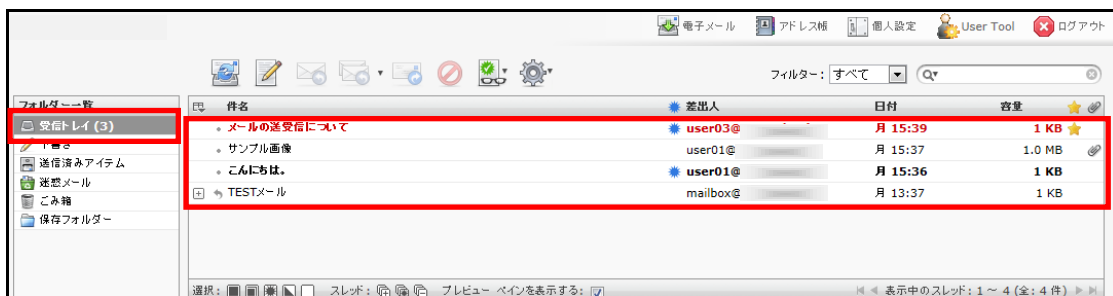 電子メール アドレス帳 個人設定 User Tool ログアウト
フィルター: すべて
フォルダー一覧 件名 差出人 日付 容量
受信トレイ (3) メールの送受信について user03@ 月 15:39 1 KB
下書き サンプル画像 user01@ 月 15:37 1.0 MB
送信済みアイテム こんにちは。 user01@ 月 15:36 1 KB
迷惑メール TESTメール mailbox@ 月 13:37 1 KB
ごみ箱
保存フォルダー
選択: スレッド: プレビュー ペインを表示する: 表示中のスレッド: 1 ~ 4 (全: 4 件)